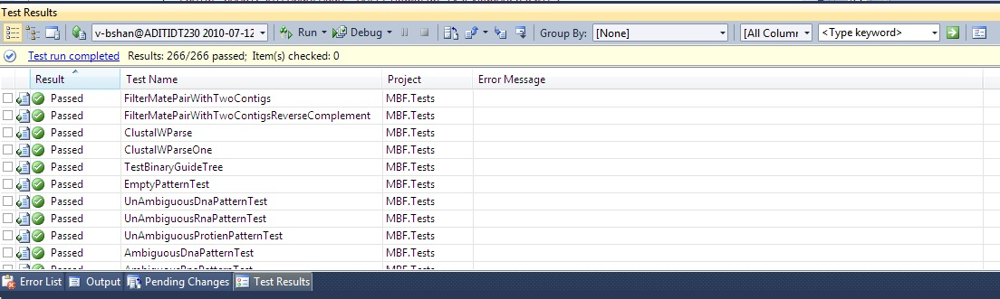 Test Results
v-bshan@ADITIDT230 2010-07-12 Run Debug Group By: [None] [All Column <Type keyword>
Test run completed Results: 266/266 passed; Item(s) checked: 0
Result Test Name Project Error Message
Passed FilterMatePairWithTwoContigs MBF.Tests
Passed FilterMatePairWithTwoContigsReverseComplement MBF.Tests
Passed ClustalWParse MBF.Tests
Passed ClustalWParseOne MBF.Tests
Passed TestBinaryGuideTree MBF.Tests
Passed EmptyPatternTest MBF.Tests
Passed UnAmbiguousDnaPatternTest MBF.Tests
Passed UnAmbiguousRnaPatternTest MBF.Tests
Passed UnAmbiguousProtienPatternTest MBF.Tests
Passed AmbiguousDnaPatternTest MBF.Tests
Passed AmbiguousRnaPatternTest MBF.Tests
Error List Output Pending Changes Test Results